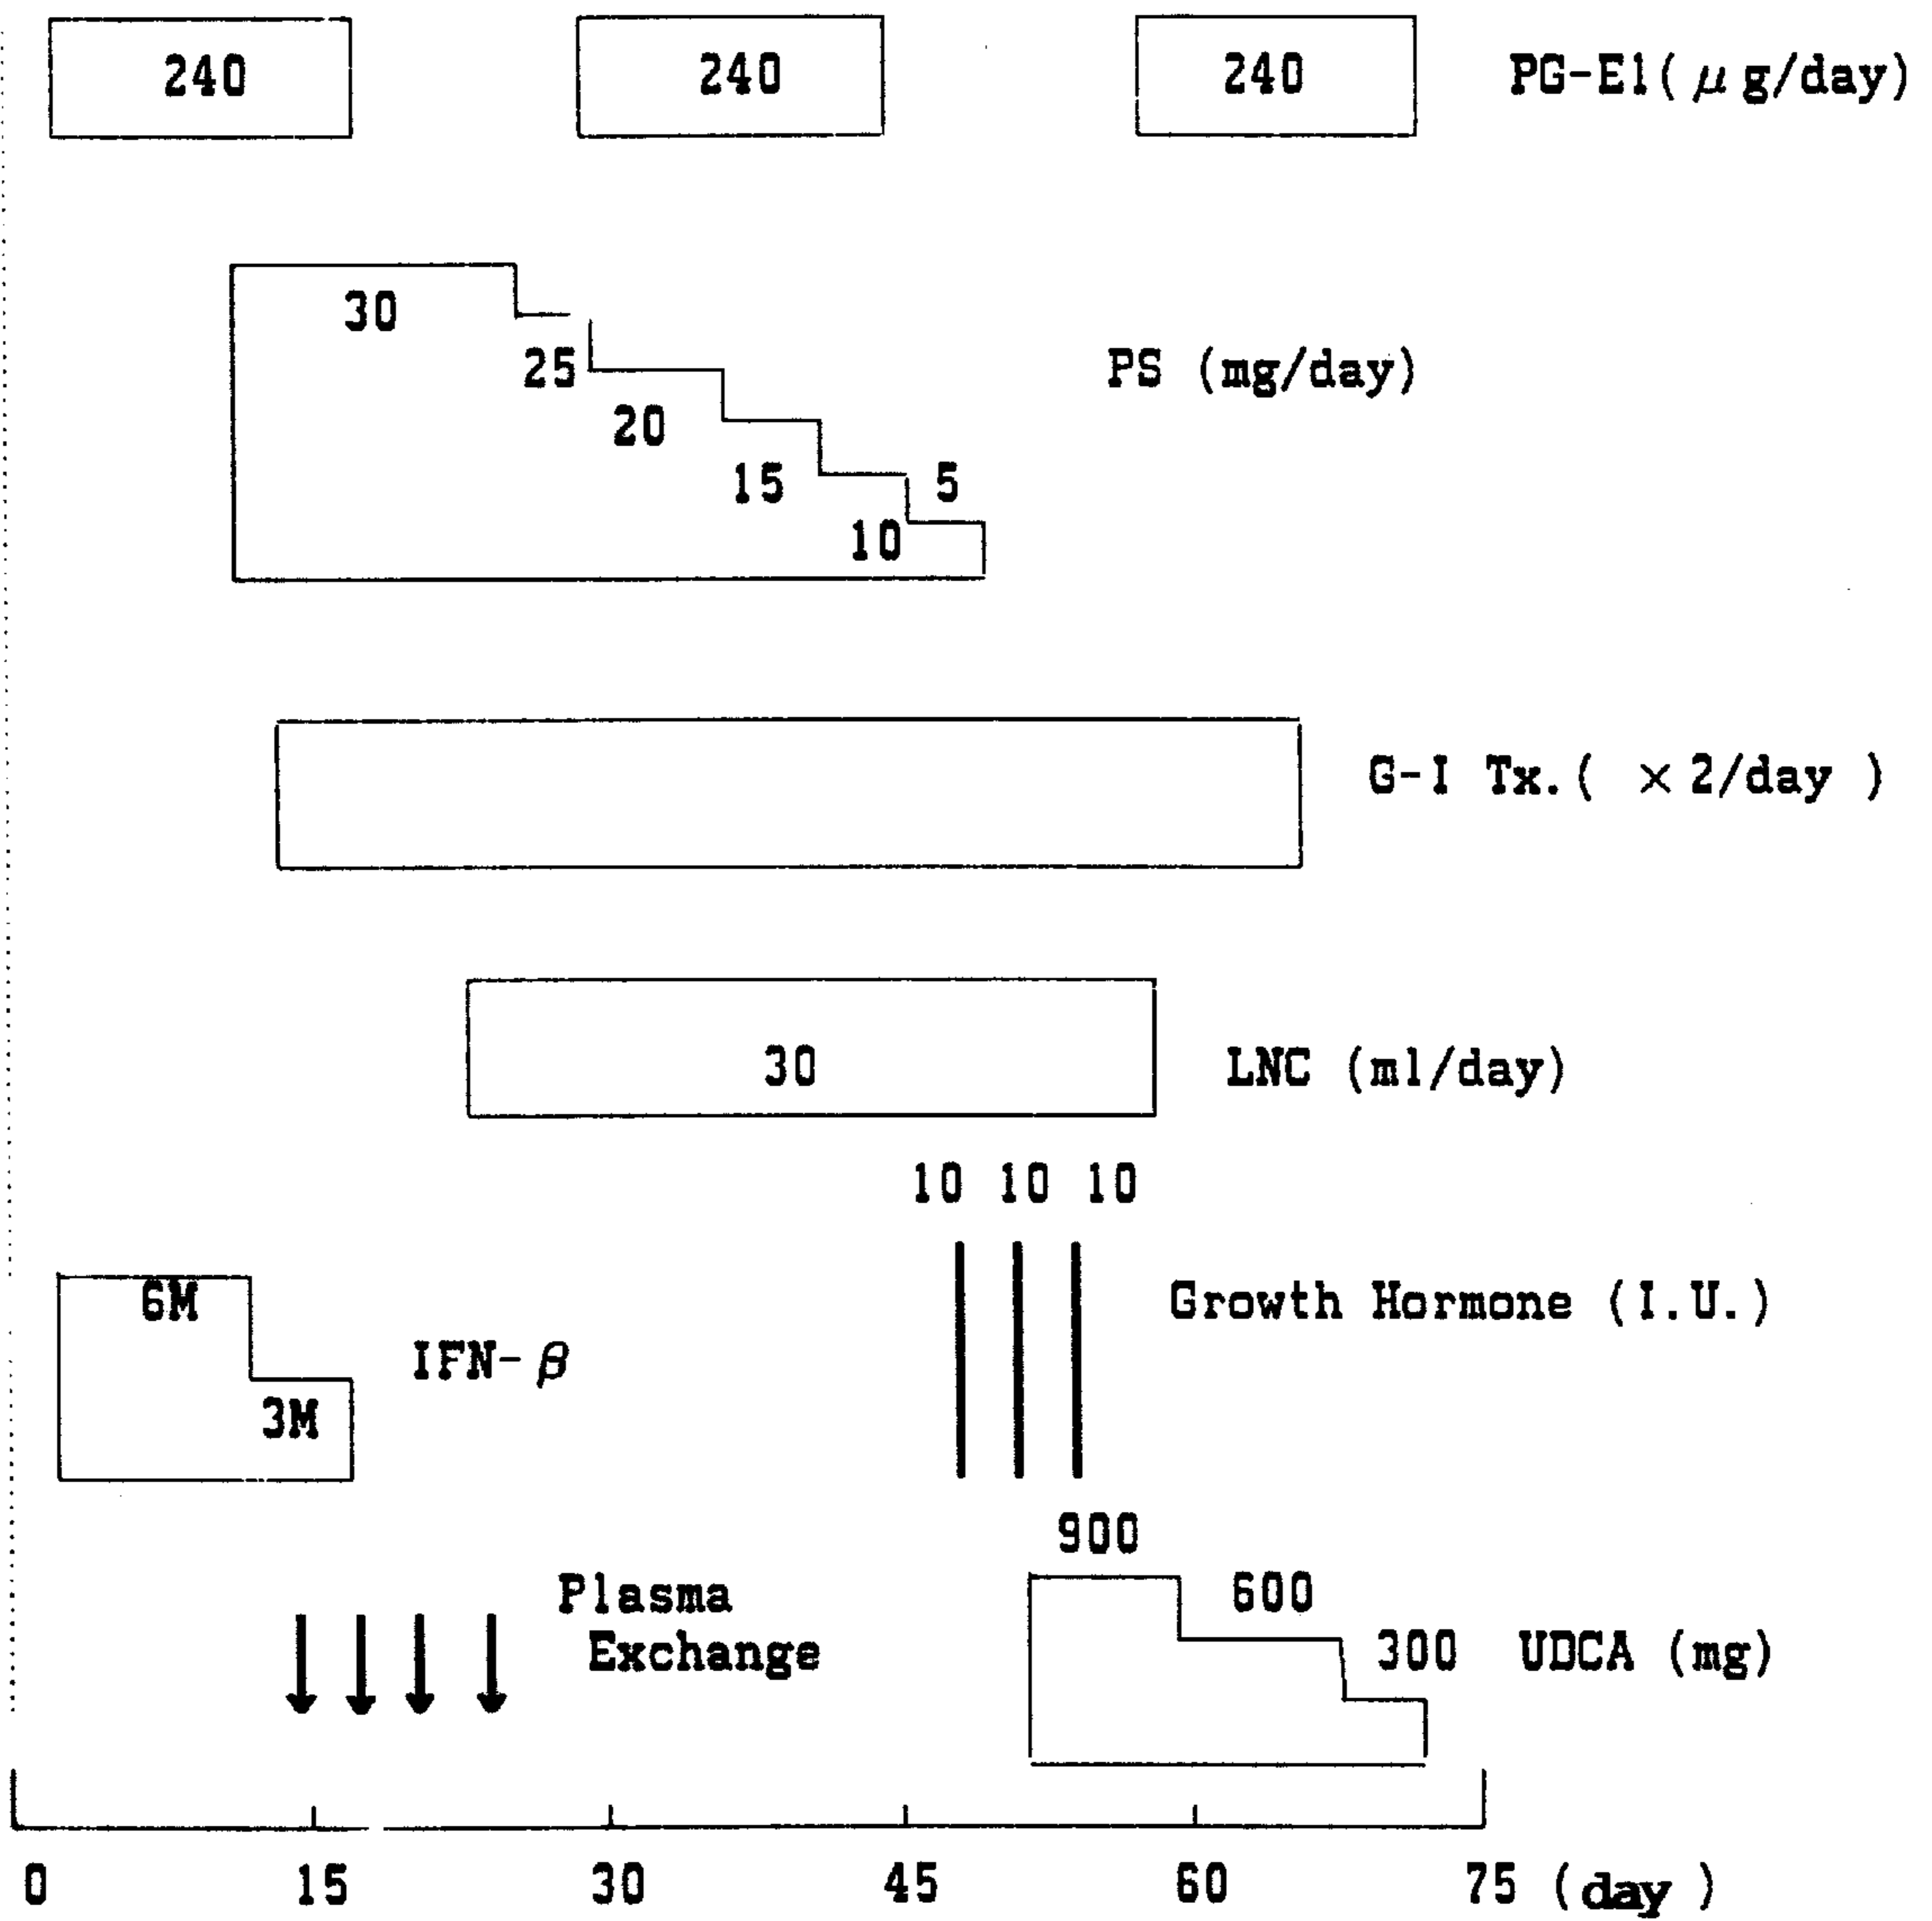 240 240 240 PG-E1( μg/day)
30
25 PS (mg/day)
20
15 5
10
G-I Tx.( ×2/day )
30 LNC (ml/day)
10 10 10
6M Growth Hormone (I.U.)
IFN-β
3M
900
Plasma 600
Exchange 300 UDCA (mg)
0 15 30 45 60 75 (day )